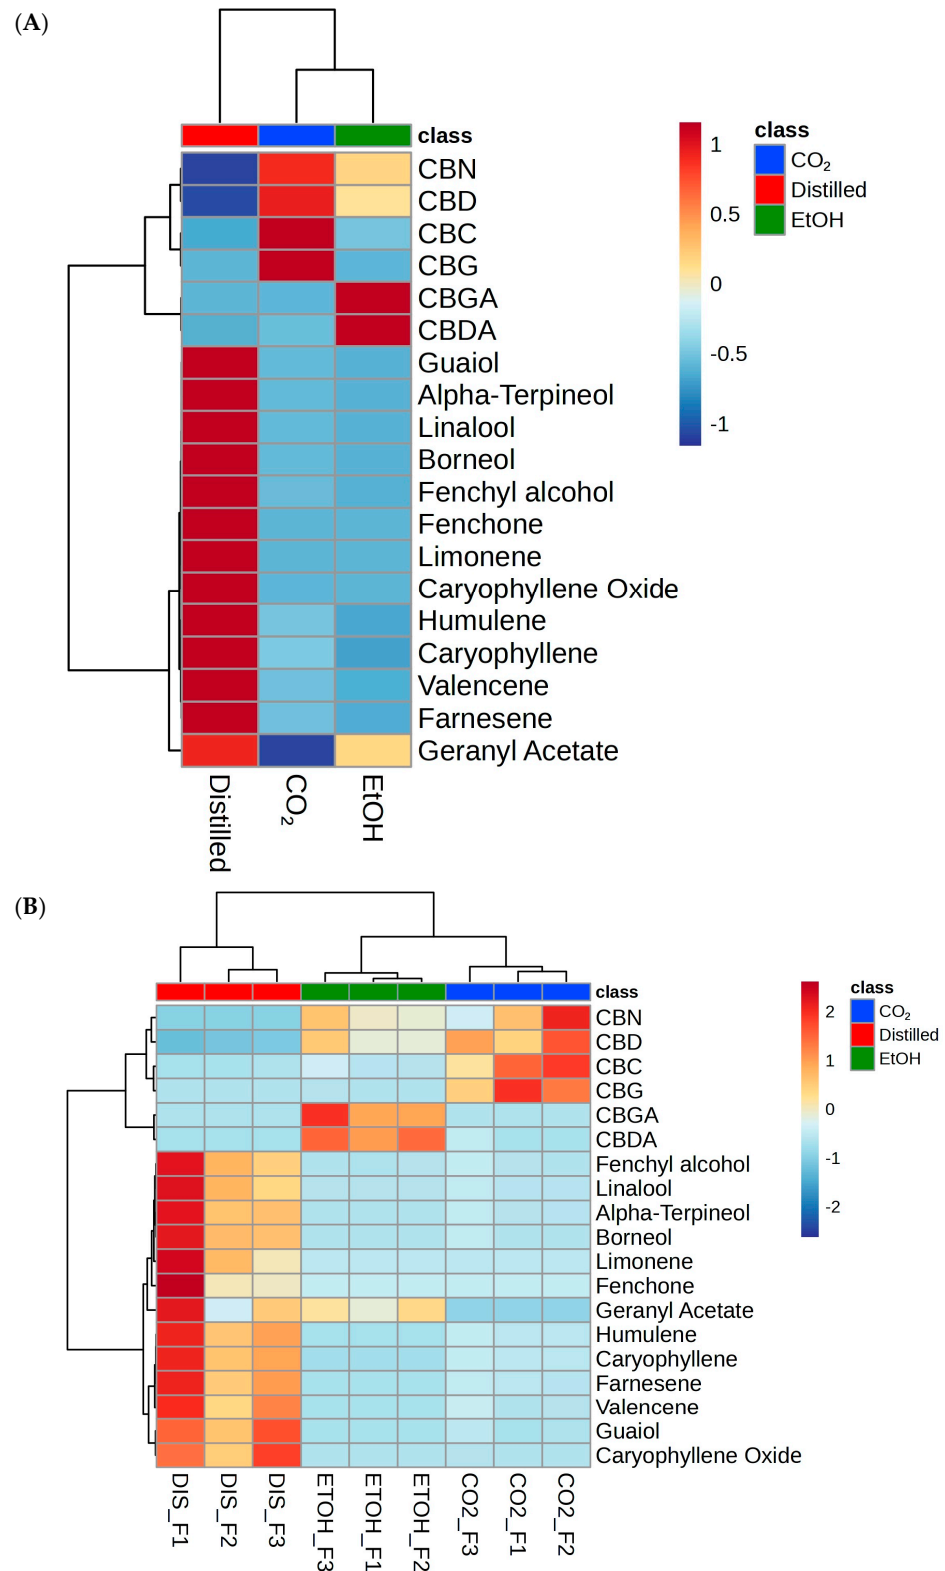 (A)
class
CBN
CBD
CBC
CBG
CBGA
CBDA
Guaiol
Alpha-Terpineol
Linalool
Borneol
Fenchyl alcohol
Fenchone
Limonene
Caryophyllene Oxide
Humulene
Caryophyllene
Valencene
Farnesene
Geranyl Acetate
Distilled
CO₂
EtOH
1
0.5
0
-0.5
-1
class
CO₂
Distilled
EtOH
(B)
class
CBN
CBD
CBC
CBG
CBGA
CBDA
Fenchyl alcohol
Linalool
Alpha-Terpineol
Borneol
Limonene
Fenchone
Geranyl Acetate
Humulene
Caryophyllene
Farnesene
Valencene
Guaiol
Caryophyllene Oxide
DIS_F1
DIS_F2
DIS_F3
ETOH_F3
ETOH_F1
ETOH_F2
CO2_F3
CO2_F1
CO2_F2
2
1
0
-1
-2
class
CO₂
Distilled
EtOH